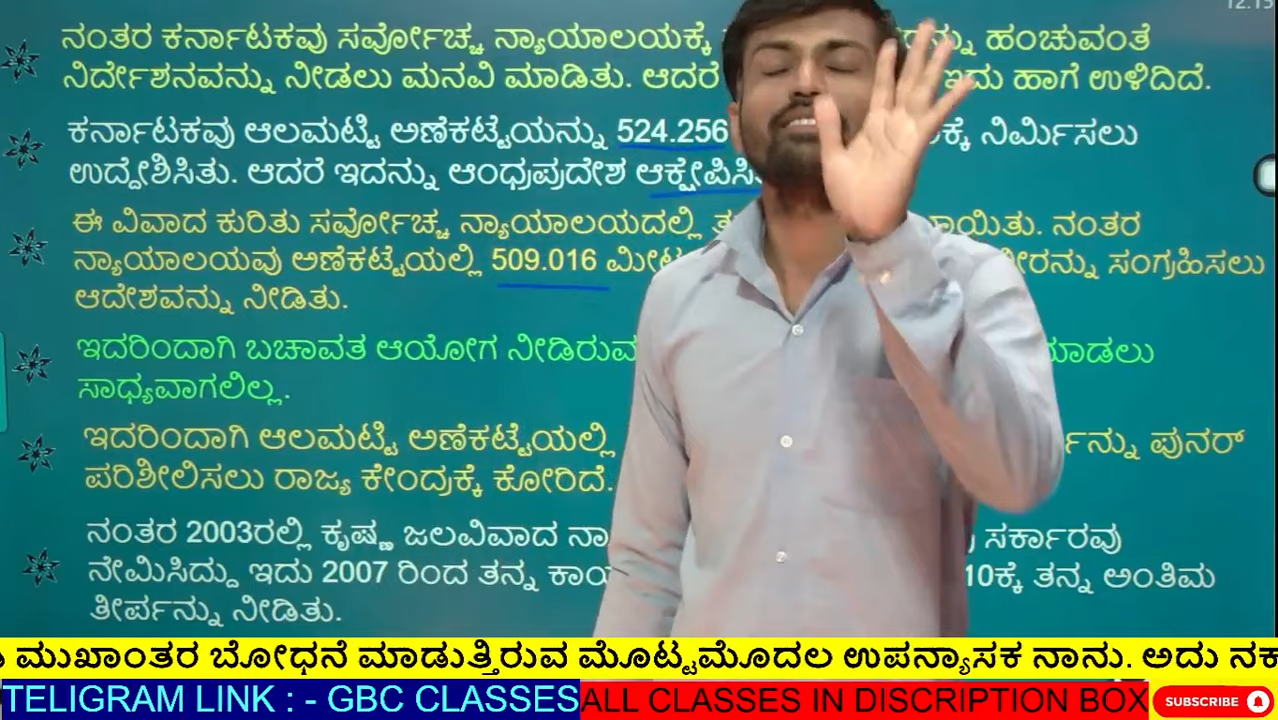 12:15
ನಂತರ ಕರ್ನಾಟಕವು ಸರ್ವೋಚ್ಚ ನ್ಯಾಯಾಲಯಕ್ಕೆ ಹಂಚುವಂತೆ
ನಿರ್ದೇಶನವನ್ನು ನೀಡಲು ಮನವಿ ಮಾಡಿತು. ಆದರೆ ಇದು ಹಾಗೆ ಉಳಿದಿದೆ.
ಕರ್ನಾಟಕವು ಆಲಮಟ್ಟಿ ಅಣೆಕಟ್ಟೆಯನ್ನು 524.256 ನಿರ್ಮಿಸಲು
ಉದ್ದೇಶಿಸಿತು. ಆದರೆ ಇದನ್ನು ಆಂಧ್ರಪ್ರದೇಶ
ಈ ವಿವಾದ ಕುರಿತು ಸರ್ವೋಚ್ಚ ನ್ಯಾಯಾಲಯದಲ್ಲಿ ನಂತರ
ನ್ಯಾಯಾಲಯವು ಅಣೆಕಟ್ಟೆಯಲ್ಲಿ 509.016 ಸಂಗ್ರಹಿಸಲು
ಆದೇಶವನ್ನು ನೀಡಿತು.
ಇದರಿಂದಾಗಿ ಬಚಾವತ ಆಯೋಗ
ಸಾಧ್ಯವಾಗಲಿಲ್ಲ.
ಇದರಿಂದಾಗಿ ಆಲಮಟ್ಟಿ ಅಣೆಕಟ್ಟೆಯಲ್ಲಿ ಪುನರ್
ಪರಿಶೀಲಿಸಲು ರಾಜ್ಯ ಕೇಂದ್ರಕ್ಕೆ ಕೋರಿದೆ.
ನಂತರ 2003ರಲ್ಲಿ ಕೃಷ್ಣ ಜಲವಿವಾದ ಸರ್ಕಾರವು
ನೇಮಿಸಿದ್ದು ಇದು 2007 ರಿಂದ ತನ್ನ ತನ್ನ ಅಂತಿಮ
ತೀರ್ಪನ್ನು ನೀಡಿತು.
ಮುಖಾಂತರ ಬೋಧನೆ ಮಾಡುತ್ತಿರುವ ಮೊಟ್ಟಮೊದಲ ಉಪನ್ಯಾಸಕ ನಾನು. ಅದು
TELIGRAM LINK : - GBC CLASSES ALL CLASSES IN DISCRIPTION BOX SUBSCRIBE